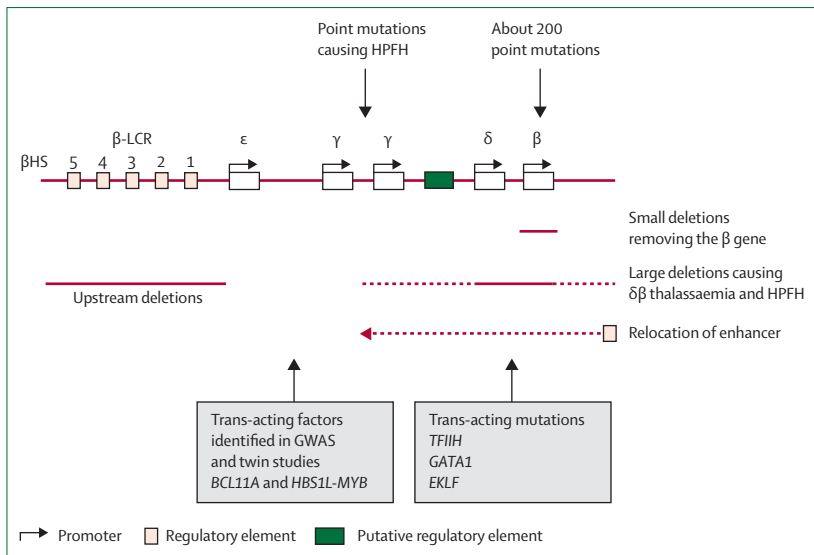 Point mutations
causing HPFH
About 200
point mutations
β-LCR
ε
γ
γ
δ
β
βHS
5
4
3
2
1
Small deletions
removing the β gene
Upstream deletions
Large deletions causing
δβ thalassaemia and HPFH
Relocation of enhancer
Trans-acting factors
identified in GWAS
and twin studies
BCL11A and HBS1L-MYB
Trans-acting mutations
TFIIH
GATA1
EKLF
Promoter
Regulatory element
Putative regulatory element